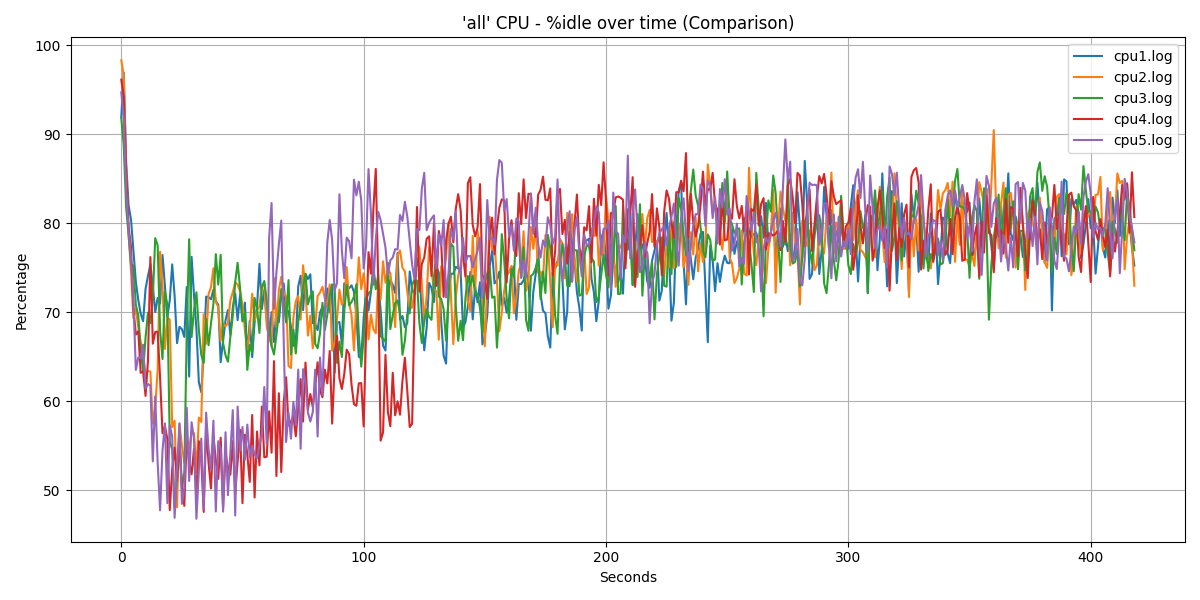 'all' CPU - %idle over time (Comparison)
cpu1.log
cpu2.log
cpu3.log
cpu4.log
cpu5.log
100
90
80
70
60
50
Percentage
0
100
200
300
400
Seconds